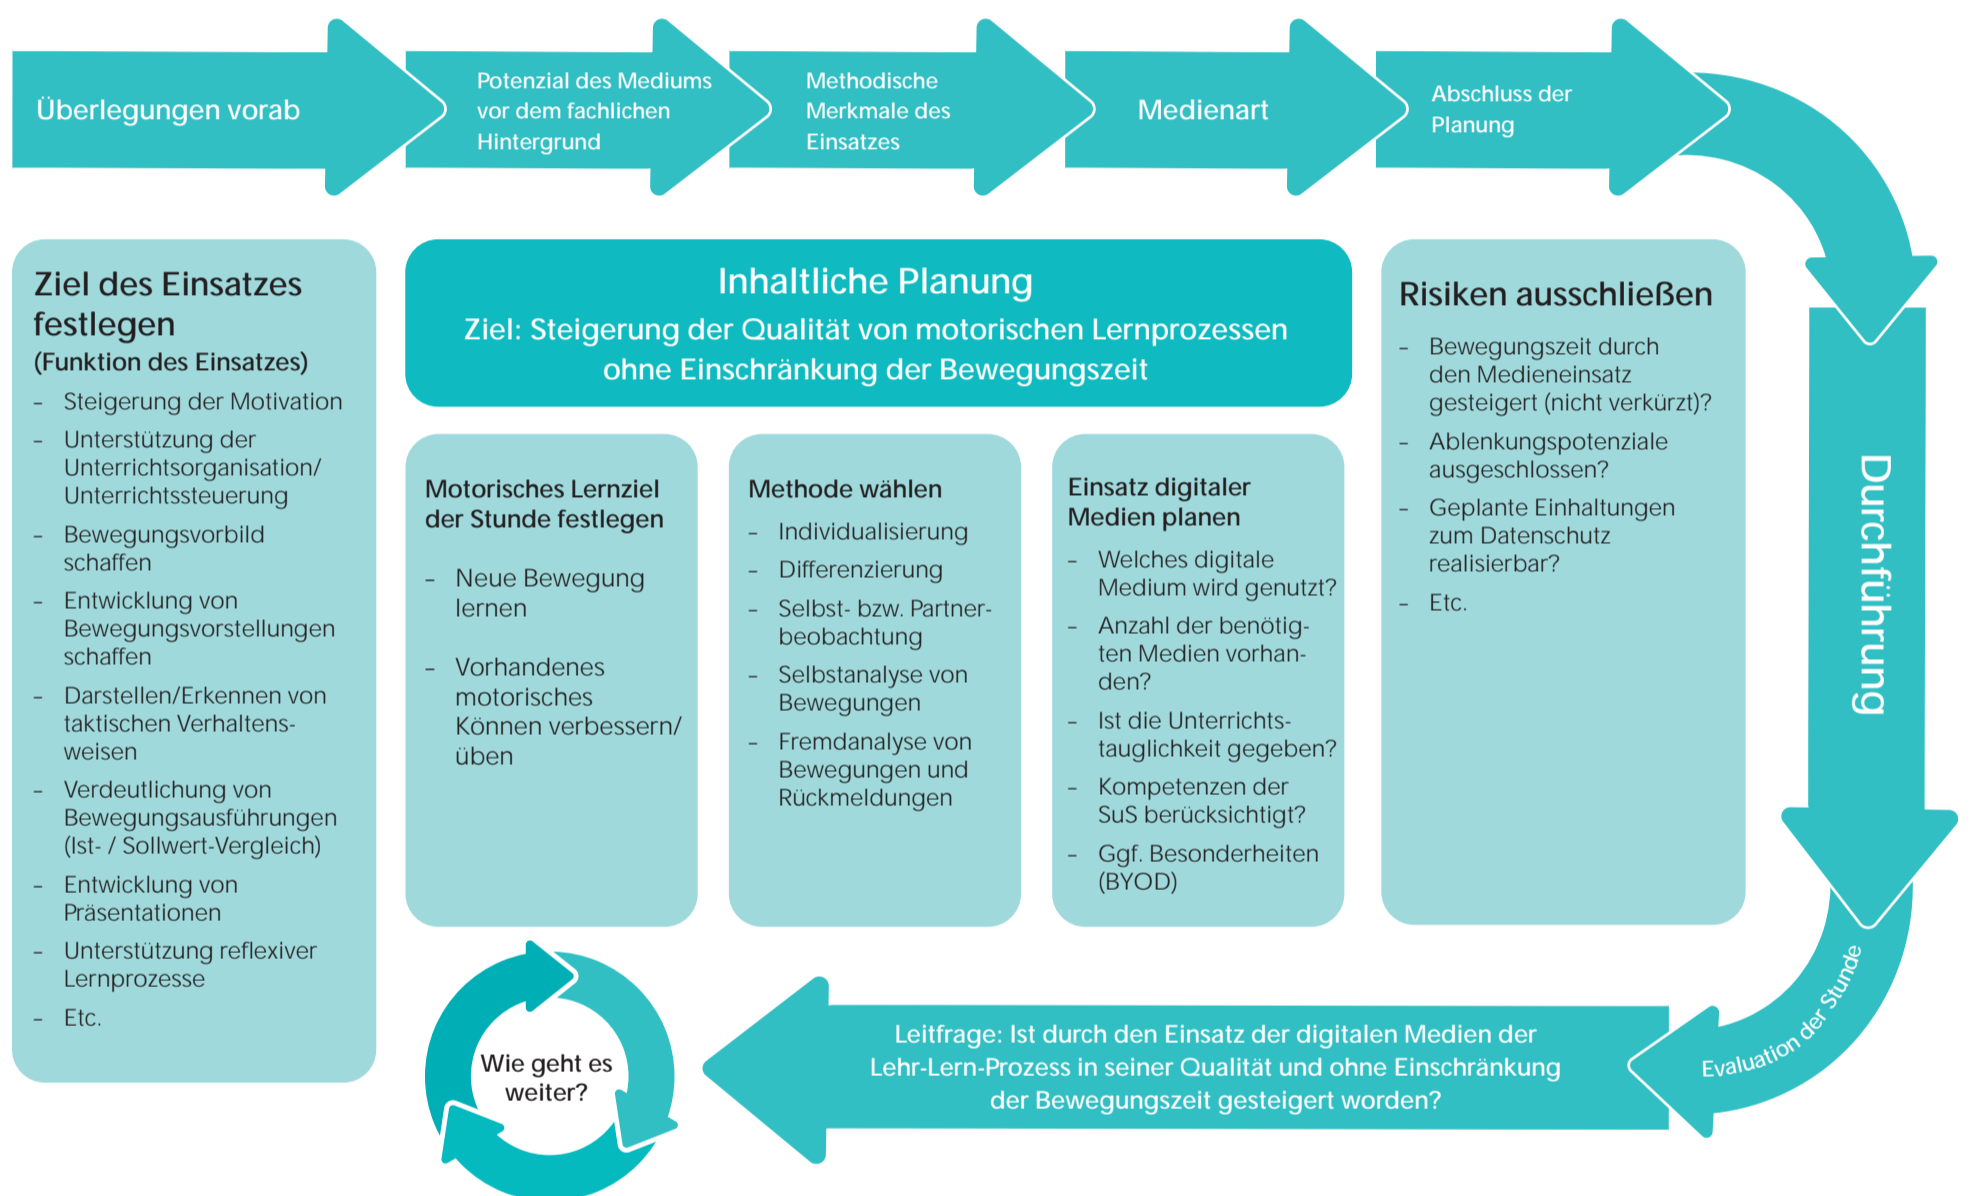 Überlegungen vorab
Potenzial des Mediums
vor dem fachlichen
Hintergrund
Methodische
Merkmale des
Einsatzes
Medienart
Abschluss der
Planung
Ziel des Einsatzes
festlegen
(Funktion des Einsatzes)
- Steigerung der Motivation
- Unterstützung der
Unterrichtsorganisation/
Unterrichtssteuerung
- Bewegungsvorbild
schaffen
- Entwicklung von
Bewegungsvorstellungen
schaffen
- Darstellen/Erkennen von
taktischen Verhaltens-
weisen
- Verdeutlichung von
Bewegungsausführungen
(Ist- / Sollwert-Vergleich)
- Entwicklung von
Präsentationen
- Unterstützung reflexiver
Lernprozesse
- Etc.
Inhaltliche Planung
Ziel: Steigerung der Qualität von motorischen Lernprozessen
ohne Einschränkung der Bewegungszeit
Motorisches Lernziel
der Stunde festlegen
- Neue Bewegung
lernen
- Vorhandenes
motorisches
Können verbessern/
üben
Methode wählen
- Individualisierung
- Differenzierung
- Selbst- bzw. Partner-
beobachtung
- Selbstanalyse von
Bewegungen
- Fremdanalyse von
Bewegungen und
Rückmeldungen
Einsatz digitaler
Medien planen
- Welches digitale
Medium wird genutzt?
- Anzahl der benötig-
ten Medien vorhan-
den?
- Ist die Unterrichts-
tauglichkeit gegeben?
- Kompetenzen der
SuS berücksichtigt?
- Ggf. Besonderheiten
(BYOD)
Risiken ausschließen
- Bewegungszeit durch
den Medieneinsatz
gesteigert (nicht verkürzt)?
- Ablenkungspotenziale
ausgeschlossen?
- Geplante Einhaltungen
zum Datenschutz
realisierbar?
- Etc.
Durchführung
Evaluation der Stunde
Leitfrage: Ist durch den Einsatz der digitalen Medien der
Lehr-Lern-Prozess in seiner Qualität und ohne Einschränkung
der Bewegungszeit gesteigert worden?
Wie geht es
weiter?